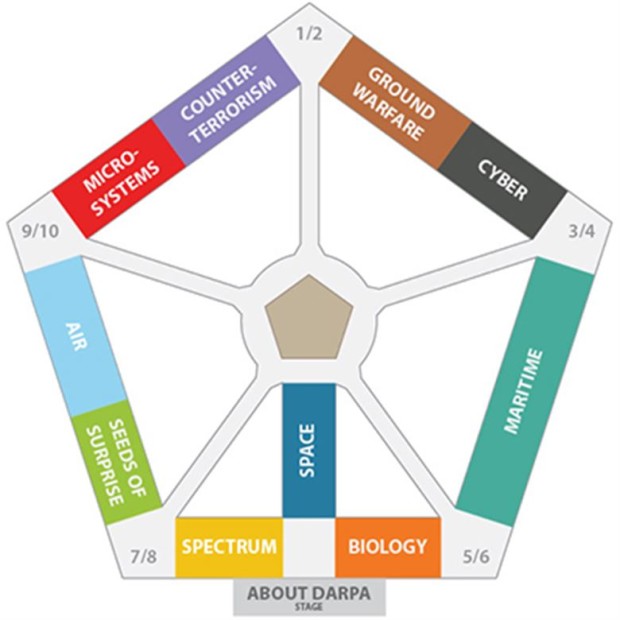 1/2
COUNTER-
TERRORISM
GROUND
WARFARE
MICRO-
SYSTEMS
CYBER
9/10
3/4
AIR
MARITIME
SEEDS OF
SURPRISE
SPACE
SPECTRUM
BIOLOGY
7/8
5/6
ABOUT DARPA
STAGE